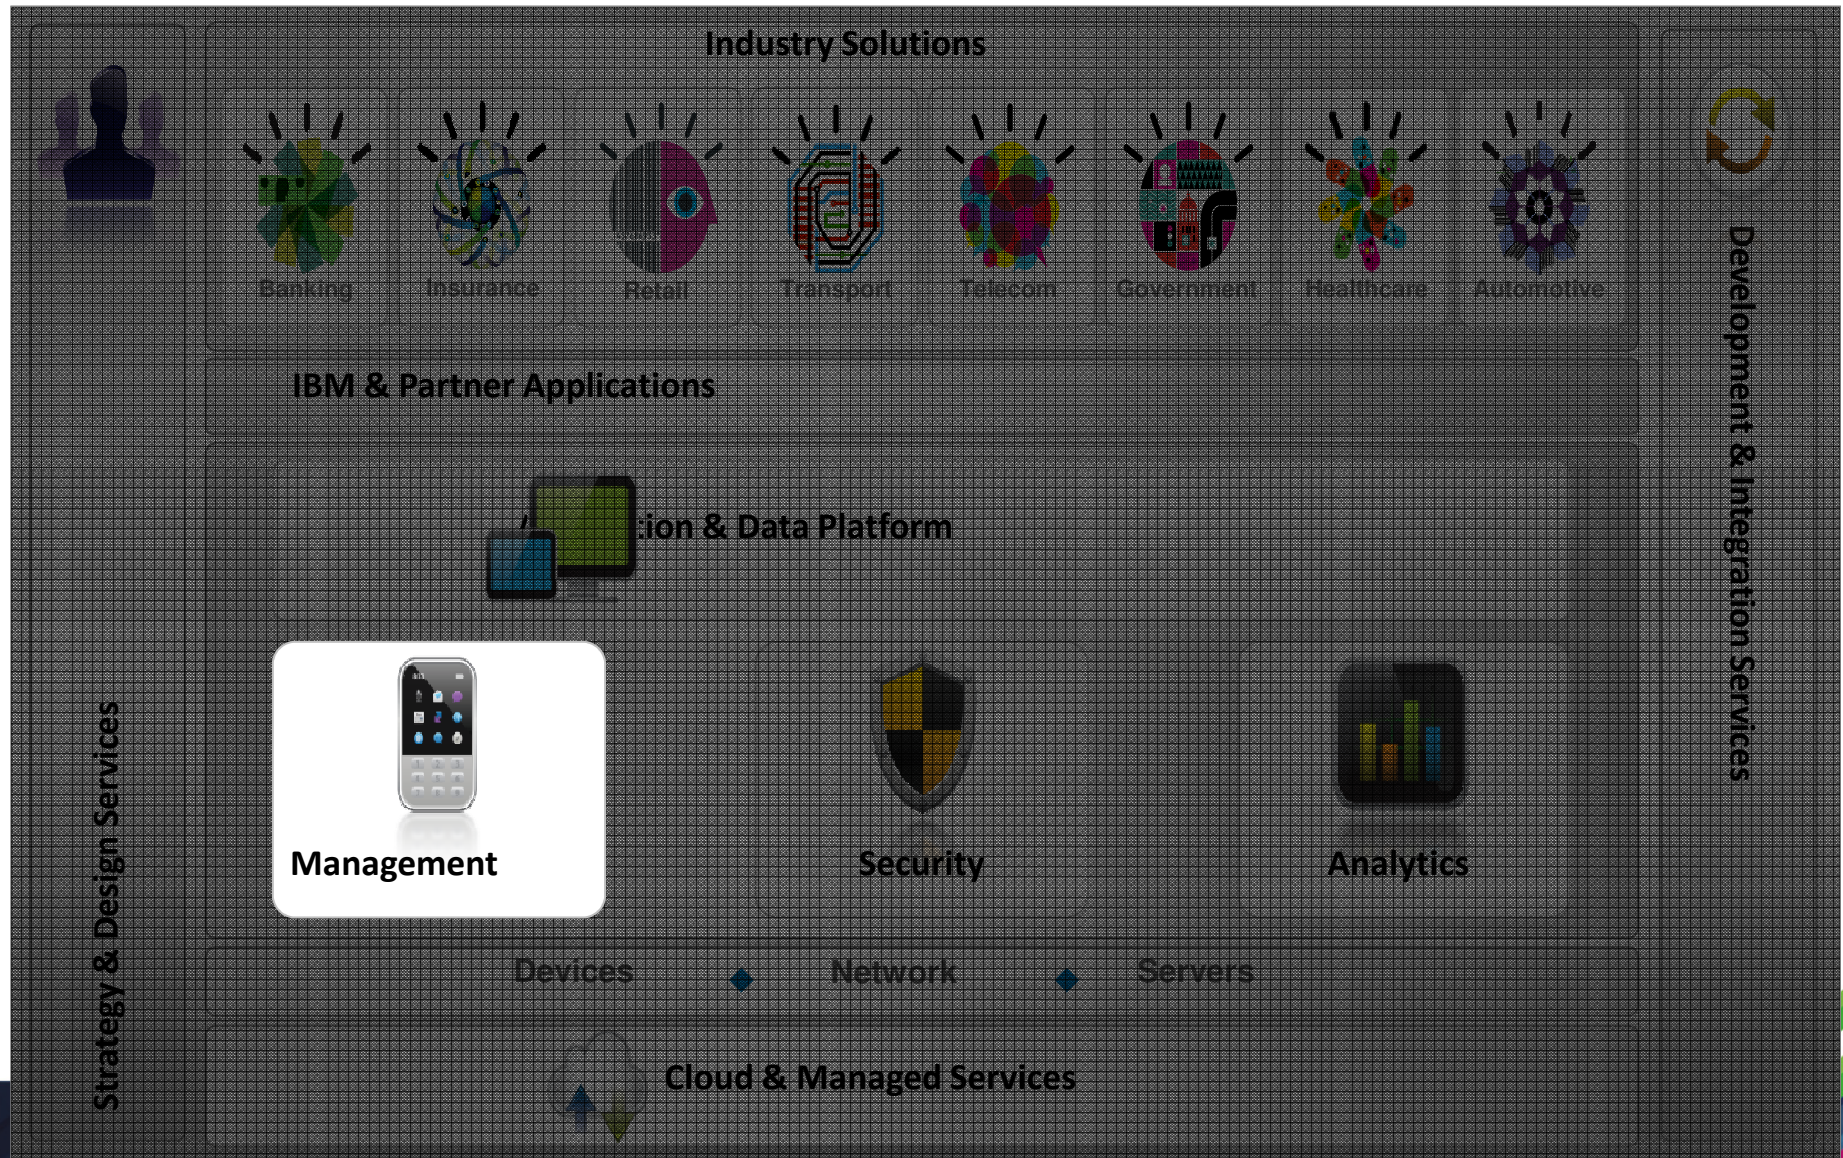 Industry Solutions
Banking
Insurance
Retail
Transport
Telecom
Government
Healthcare
Automotive
IBM & Partner Applications
tion & Data Platform
Management
Security
Analytics
Devices
Network
Servers
Cloud & Managed Services
Strategy & Design Services
Development & Integration Services